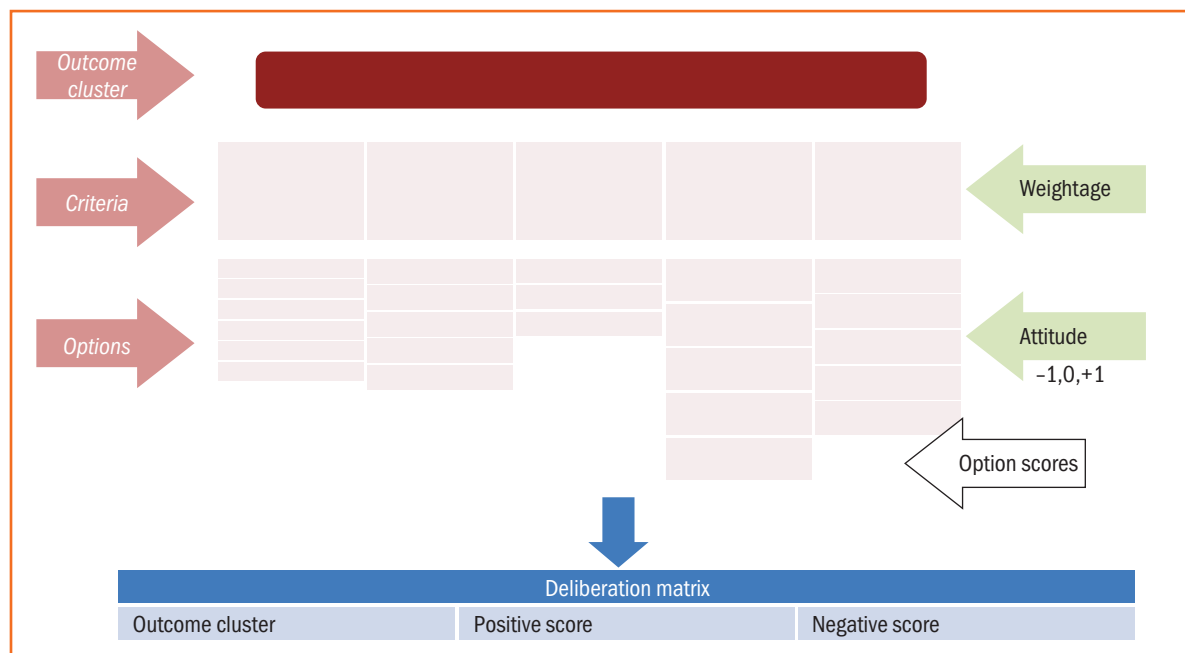 Outcome
cluster
Criteria
Weightage
Options
Attitude
–1,0,+1
Option scores
Deliberation matrix
Outcome cluster
Positive score
Negative score